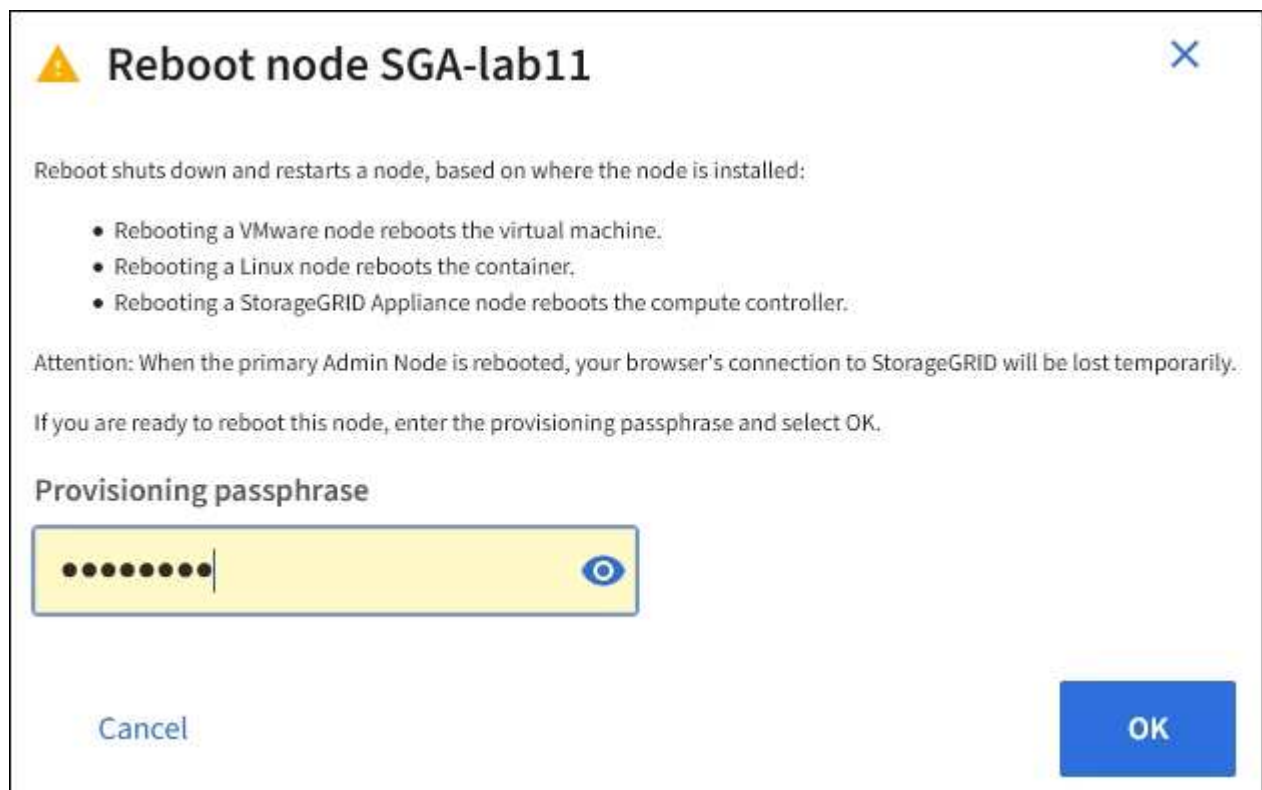 Reboot node SGA-lab11
Reboot shuts down and restarts a node, based on where the node is installed:
• Rebooting a VMware node reboots the virtual machine.
• Rebooting a Linux node reboots the container.
• Rebooting a StorageGRID Appliance node reboots the compute controller.
Attention: When the primary Admin Node is rebooted, your browser's connection to StorageGRID will be lost temporarily.
If you are ready to reboot this node, enter the provisioning passphrase and select OK.
Provisioning passphrase
••••••••
Cancel
OK